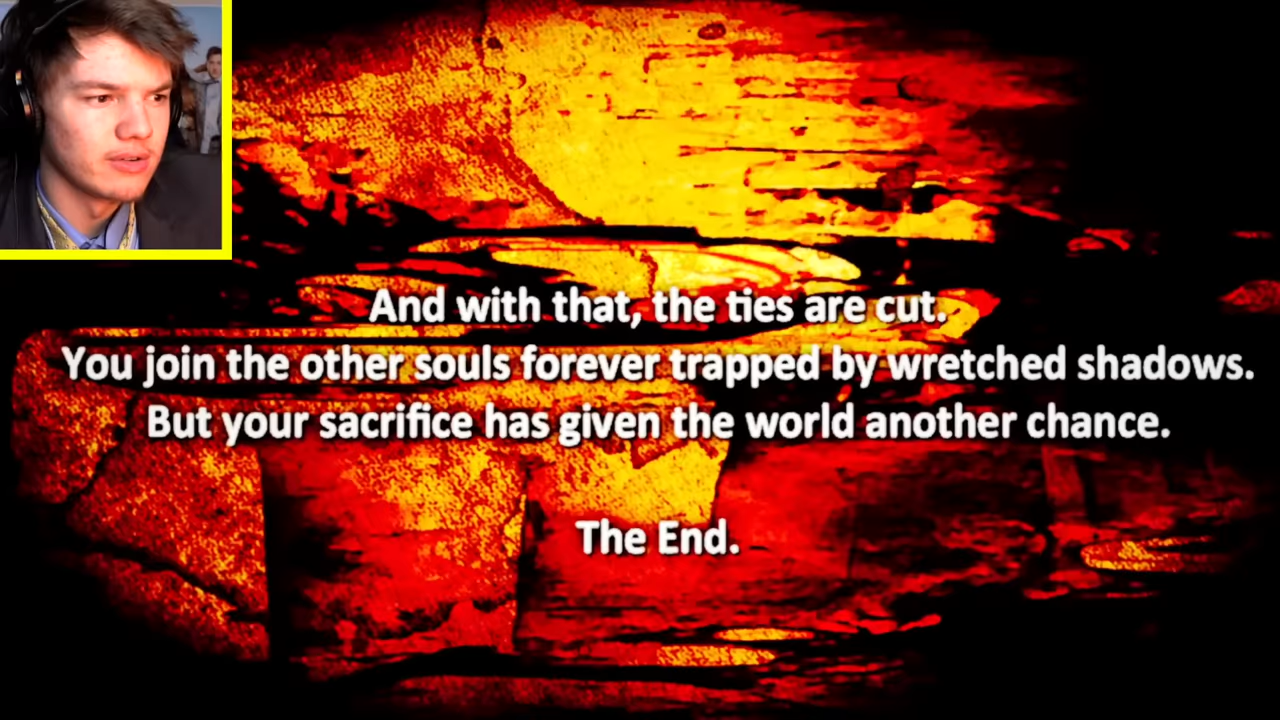 And with that, the ties are cut.
You join the other souls forever trapped by wretched shadows.
But your sacrifice has given the world another chance.
The End.